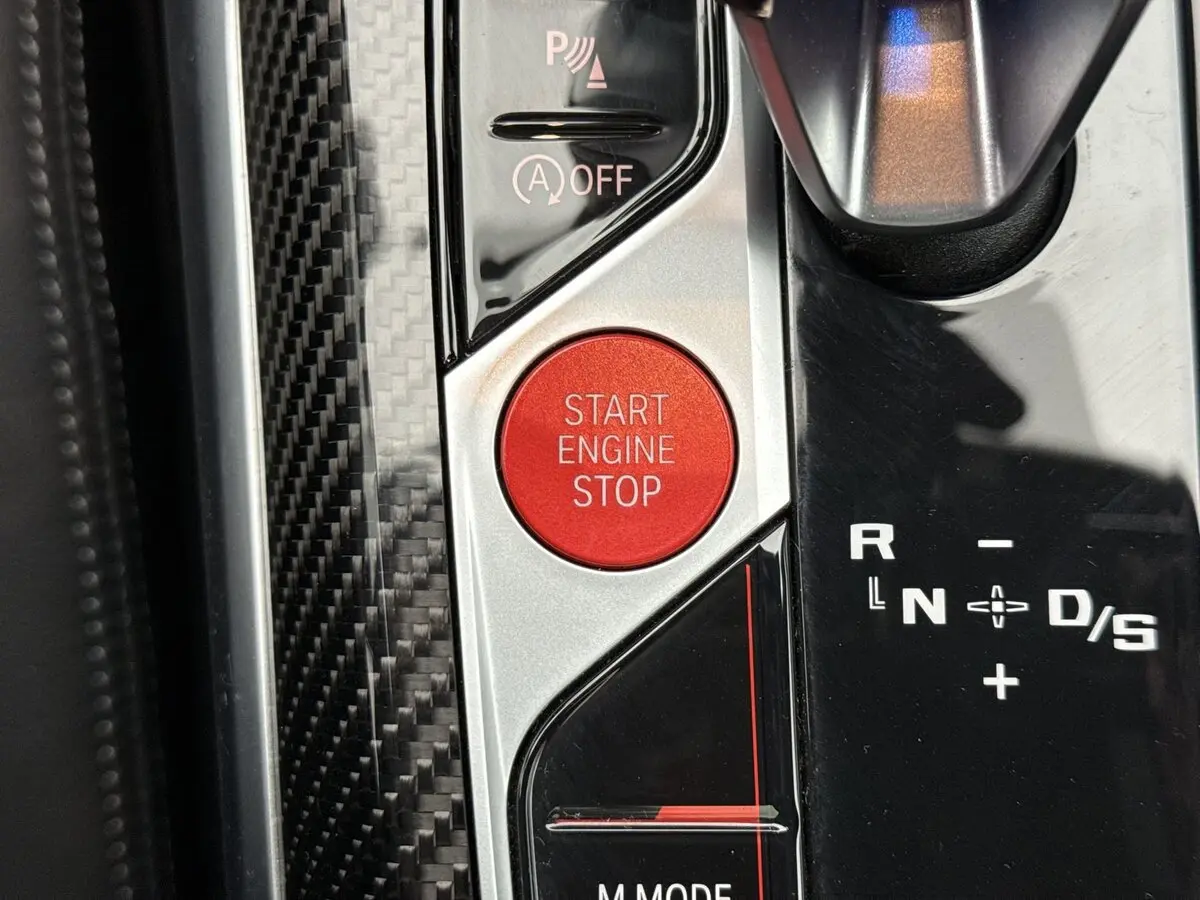 P
A OFF
START
ENGINE
STOP
R -
N D/S
+
M MODE